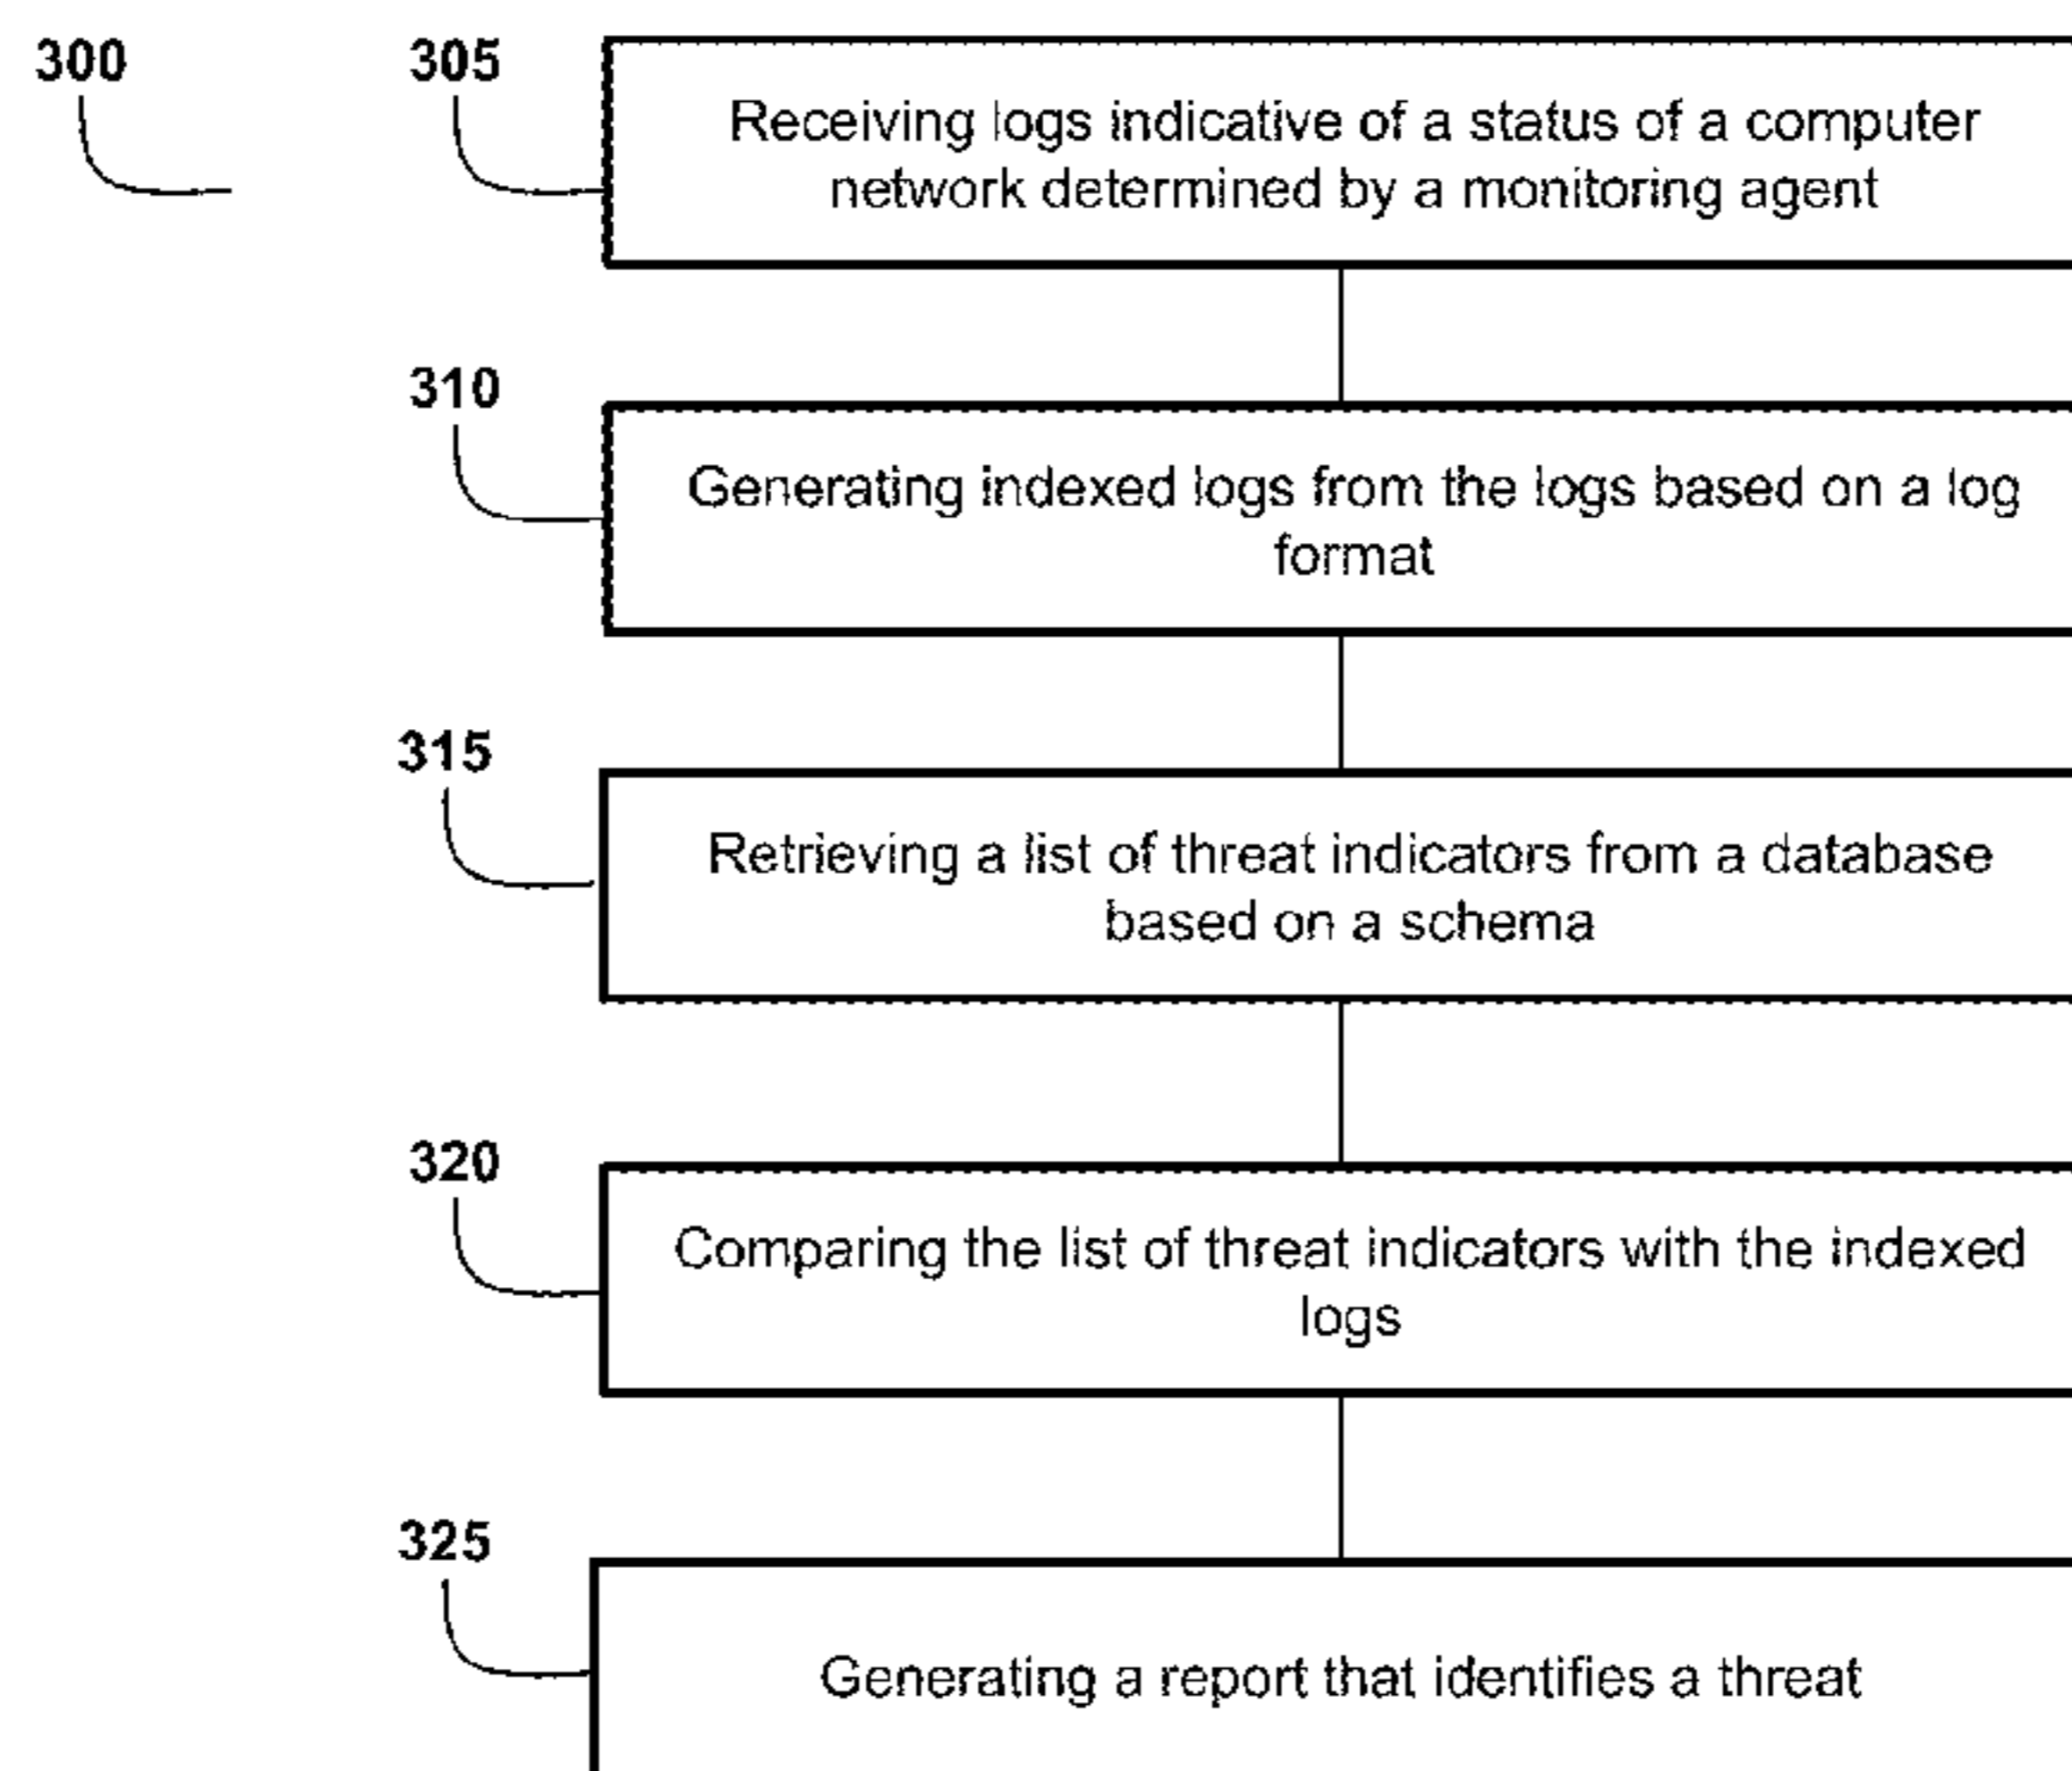 300
305
Receiving logs indicative of a status of a computer
network determined by a monitoring agent
310
Generating indexed logs from the logs based on a log
format
315
Retrieving a list of threat indicators from a database
based on a schema
320
Comparing the list of threat indicators with the indexed
logs
325
Generating a report that identifies a threat